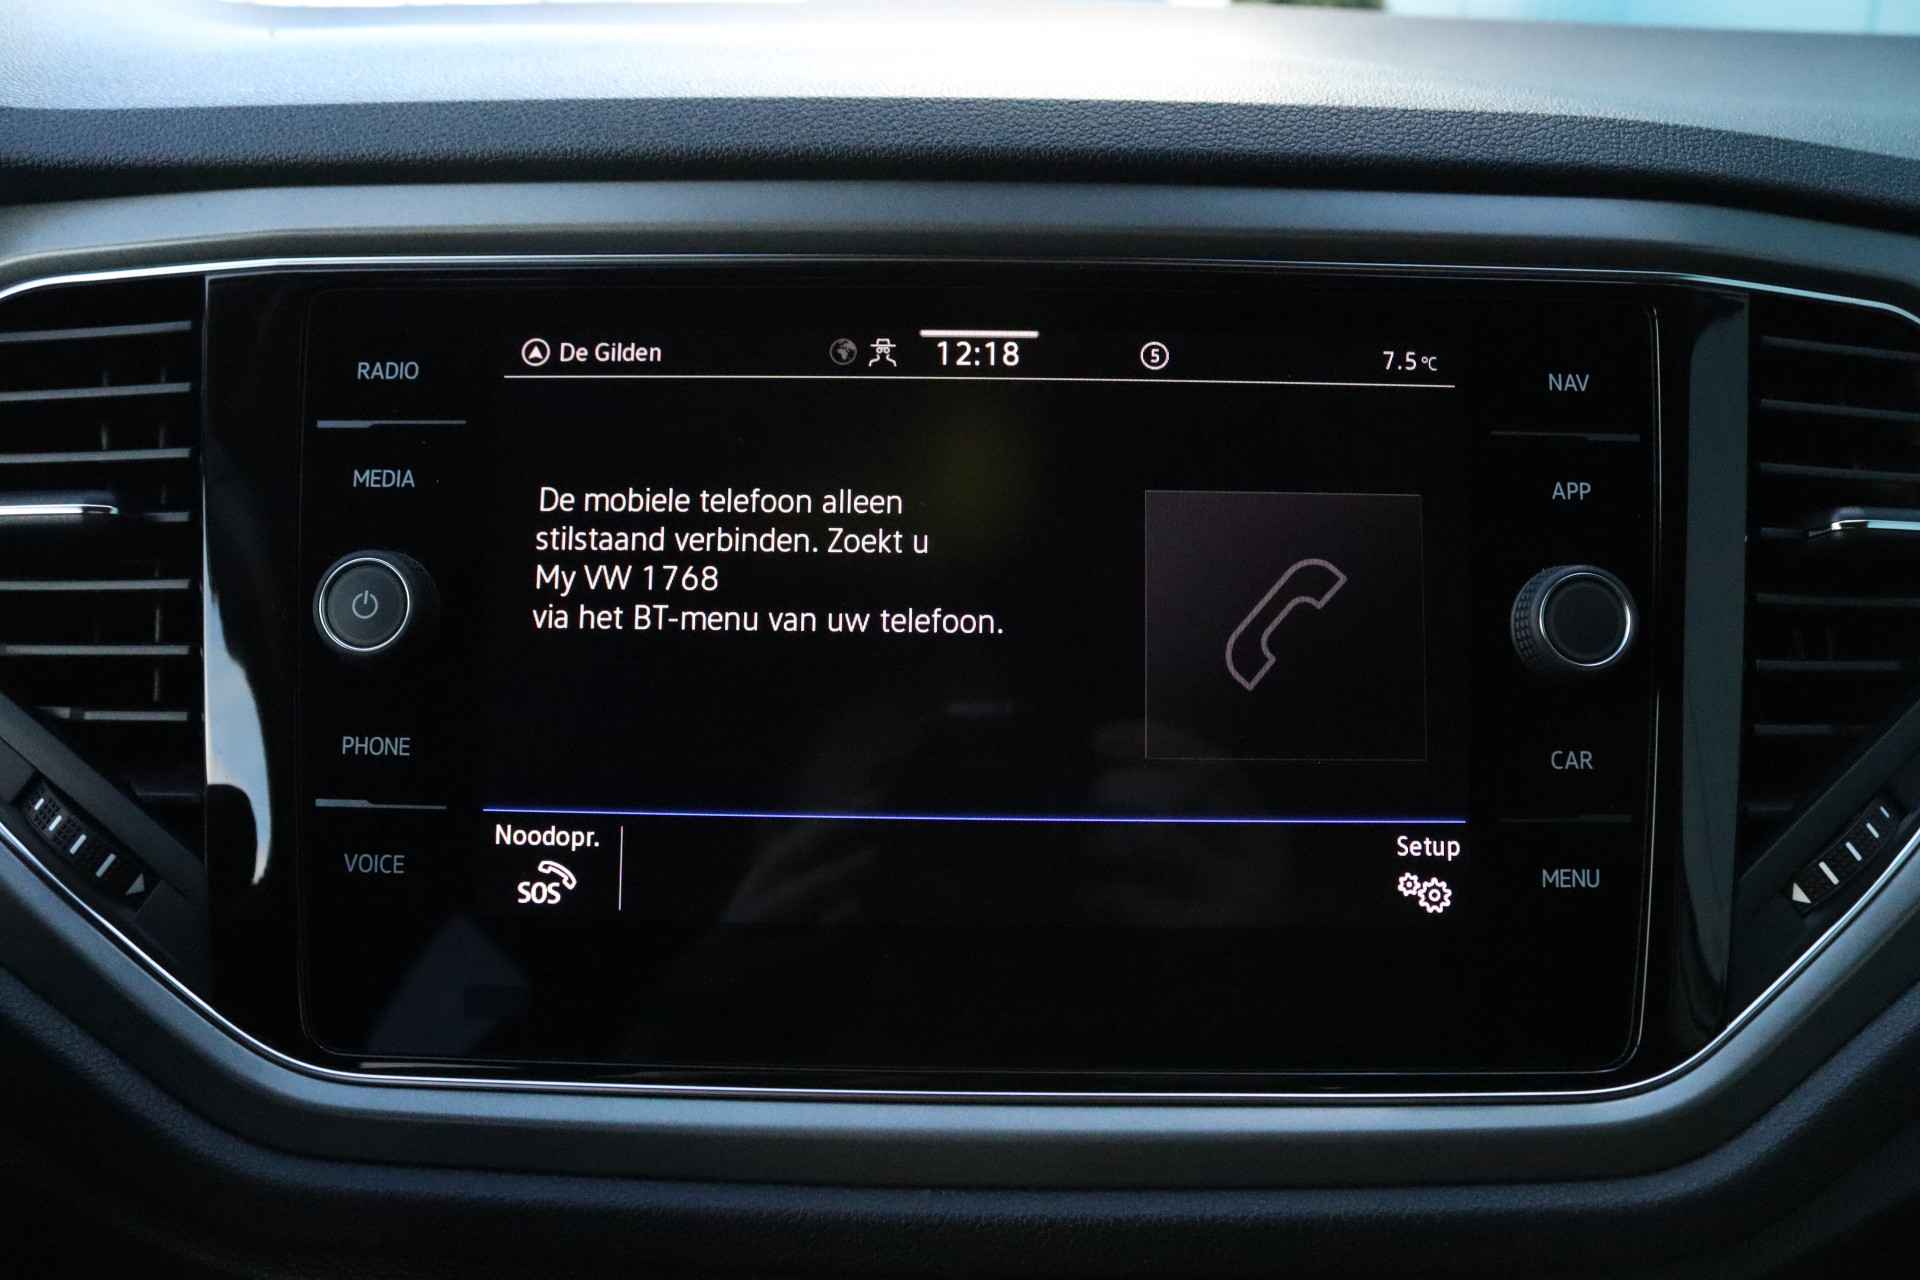 De Gilden 12:18 5 7.5°C
RADIO
MEDIA
PHONE
VOICE
De mobiele telefoon alleen
stilstaand verbinden. Zoekt u
My VW 1768
via het BT-menu van uw telefoon.
Noodopr.
SOS
Setup
NAV
APP
CAR
MENU